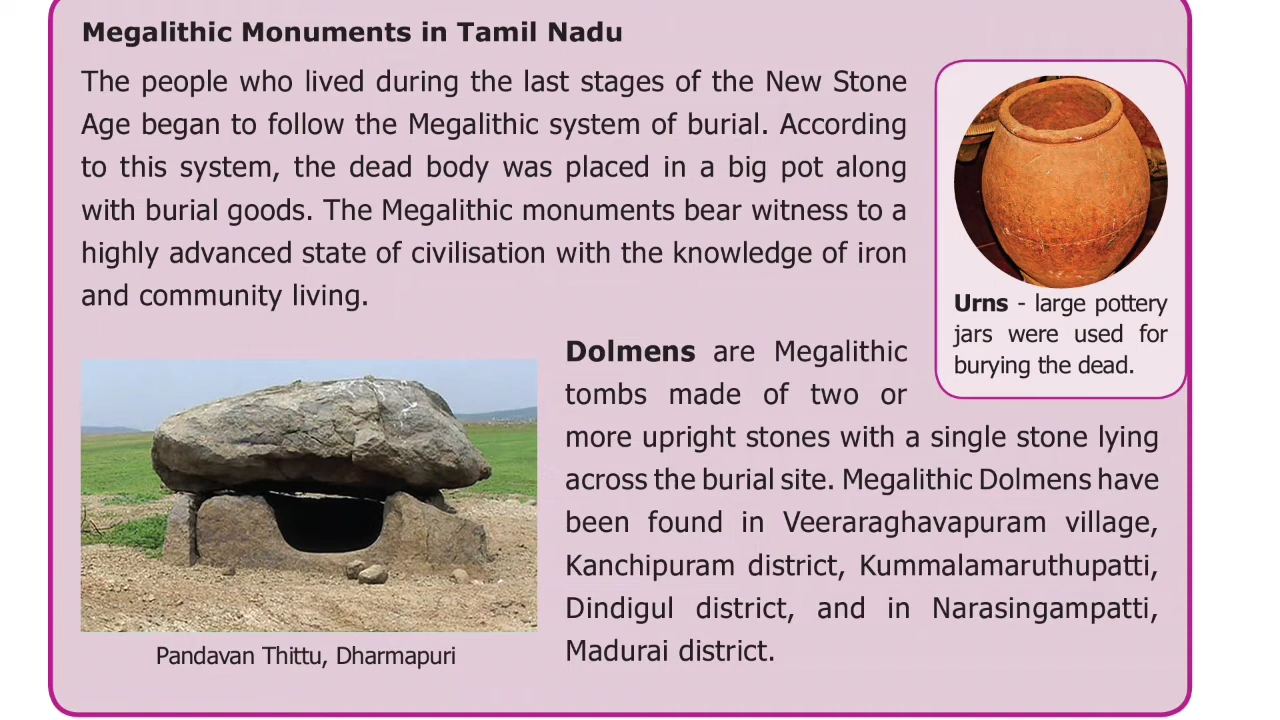 Megalithic Monuments in Tamil Nadu
The people who lived during the last stages of the New Stone
Age began to follow the Megalithic system of burial. According
to this system, the dead body was placed in a big pot along
with burial goods. The Megalithic monuments bear witness to a
highly advanced state of civilisation with the knowledge of iron
and community living.
Urns - large pottery
jars were used for
burying the dead.
Dolmens are Megalithic
tombs made of two or
more upright stones with a single stone lying
across the burial site. Megalithic Dolmens have
been found in Veeraraghavapuram village,
Kanchipuram district, Kummalamaruthupatti,
Dindigul district, and in Narasingampatti,
Madurai district.
Pandavan Thittu, Dharmapuri